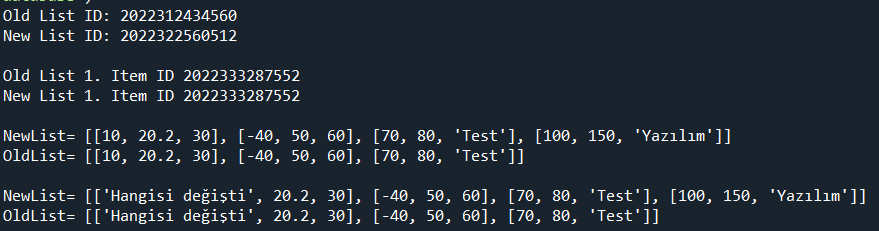 Old List ID: 2022312434560
New List ID: 2022322560512
Old List 1. Item ID 2022333287552
New List 1. Item ID 2022333287552
NewList= [[10, 20.2, 30], [-40, 50, 60], [70, 80, 'Test'], [100, 150, 'Yazılım']]
OldList= [[10, 20.2, 30], [-40, 50, 60], [70, 80, 'Test']]
NewList= [['Hangisi değişti', 20.2, 30], [-40, 50, 60], [70, 80, 'Test'], [100, 150, 'Yazılım']]
OldList= [['Hangisi değişti', 20.2, 30], [-40, 50, 60], [70, 80, 'Test']]